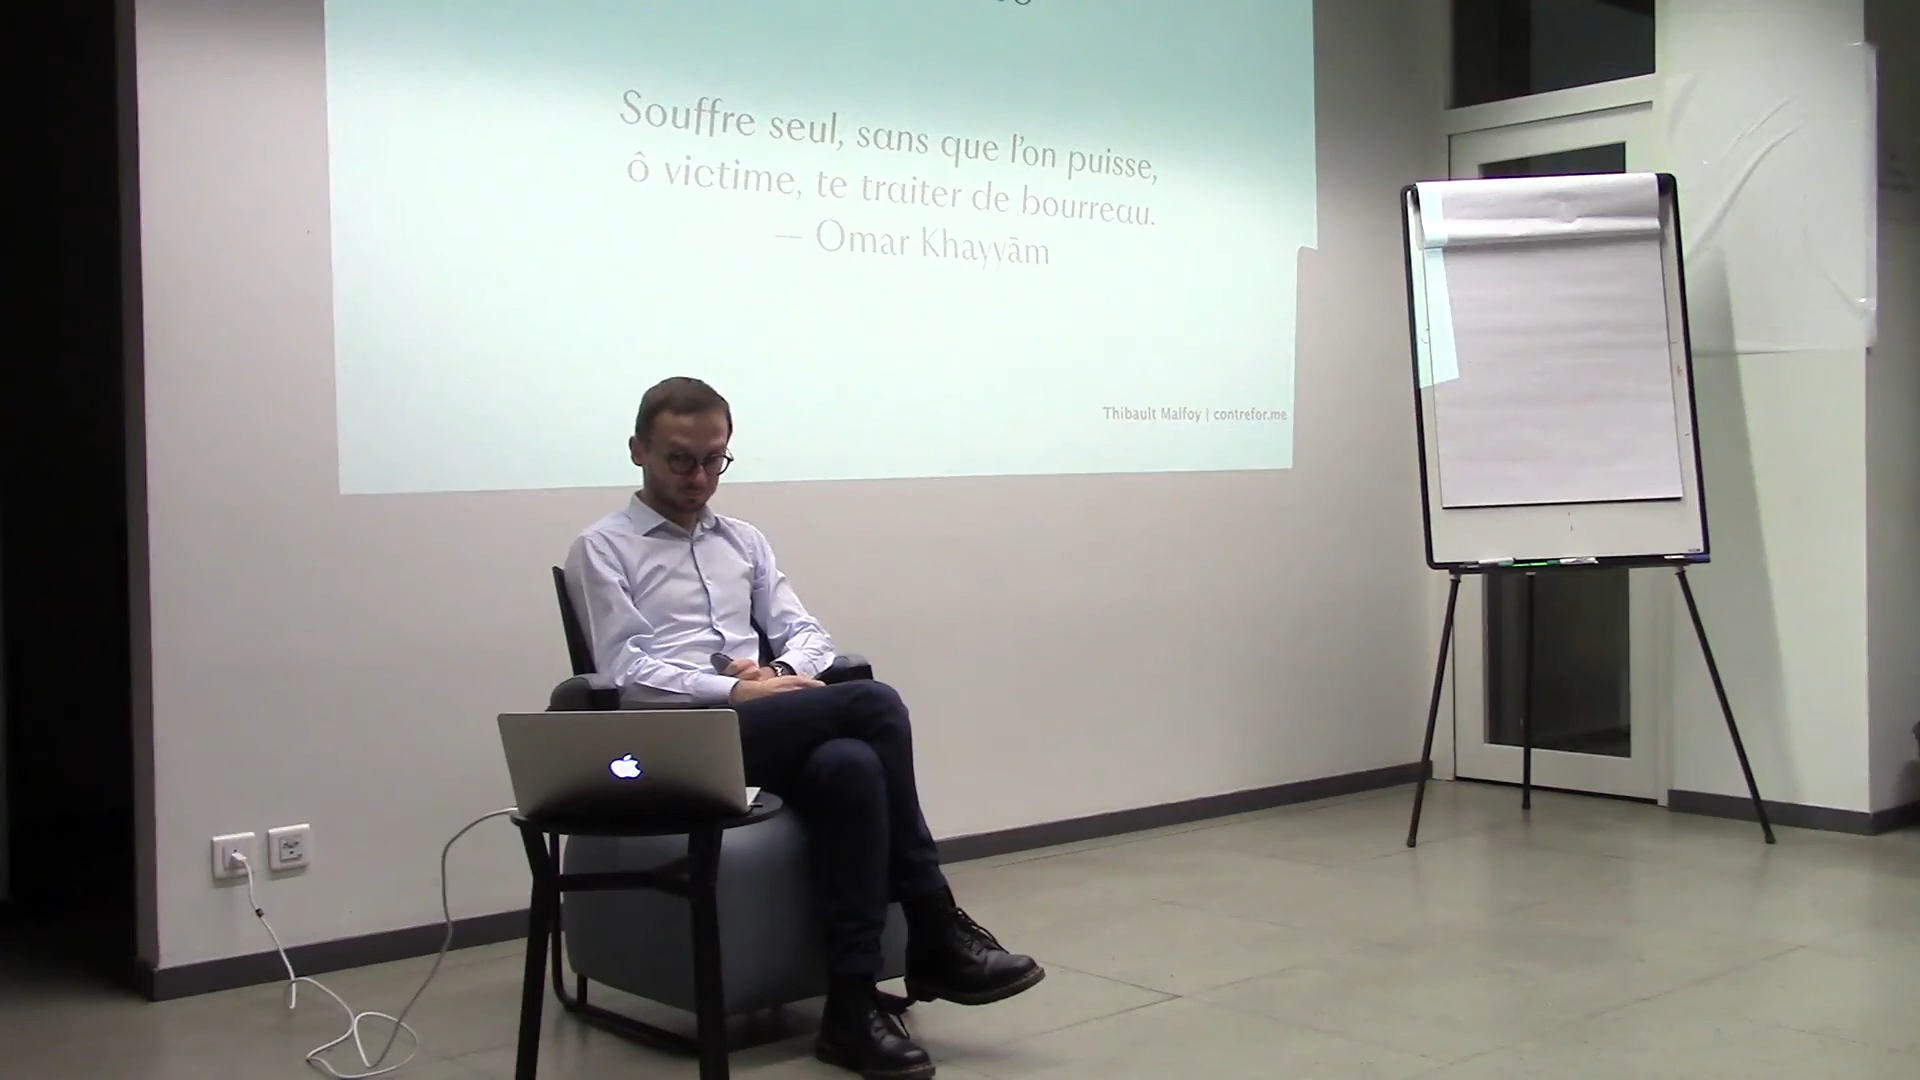 Souffre seul, sans que l'on puisse,
ô victime, te traiter de bourreau.
— Omar Khayyām
Thibault Malfoy | contrefor.me